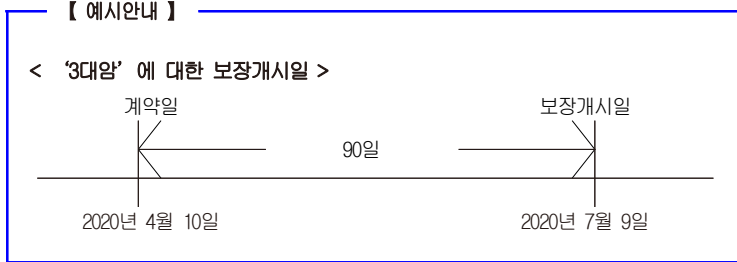 【 예시안내 】
< ‘3대암’ 에 대한 보장개시일 >
계약일 보장개시일
90일
2020년 4월 10일 2020년 7월 9일